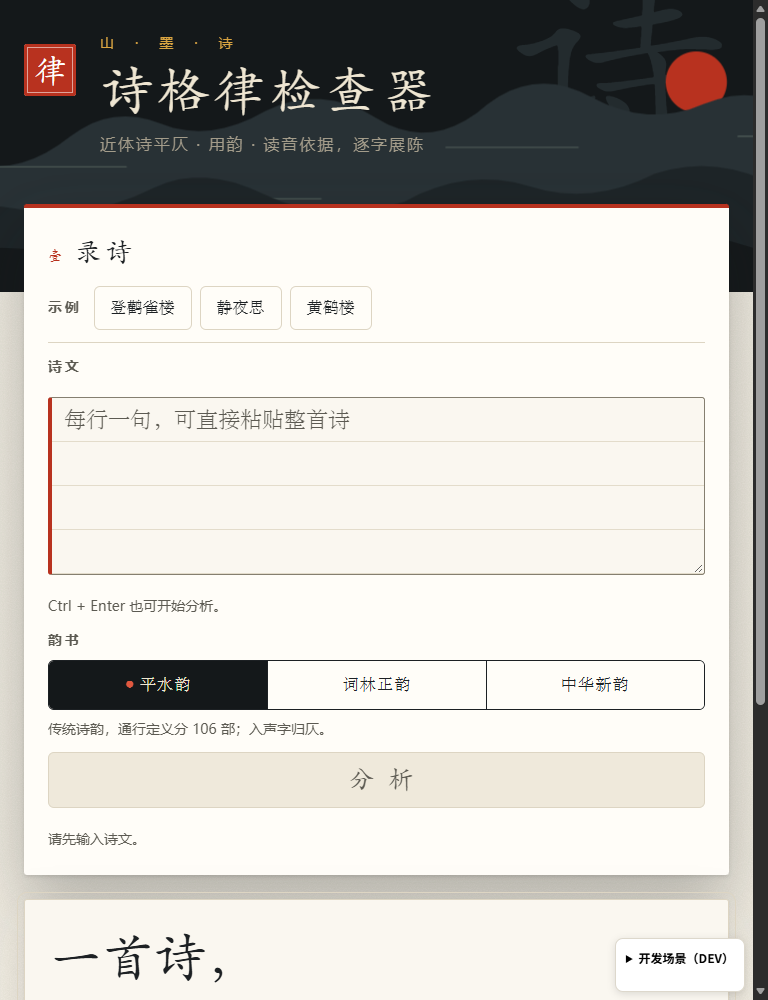 诗
律
山 · 墨 · 诗
诗格律检查器
近体诗平仄 · 用韵 · 读音依据，逐字展陈
壹 录诗
示例 登鹳雀楼 静夜思 黄鹤楼
诗文
每行一句，可直接粘贴整首诗
Ctrl + Enter 也可开始分析。
韵书
平水韵 词林正韵 中华新韵
传统诗韵，通行定义分 106 部；入声字归仄。
分析
请先输入诗文。
一首诗，
▶ 开发场景（DEV）